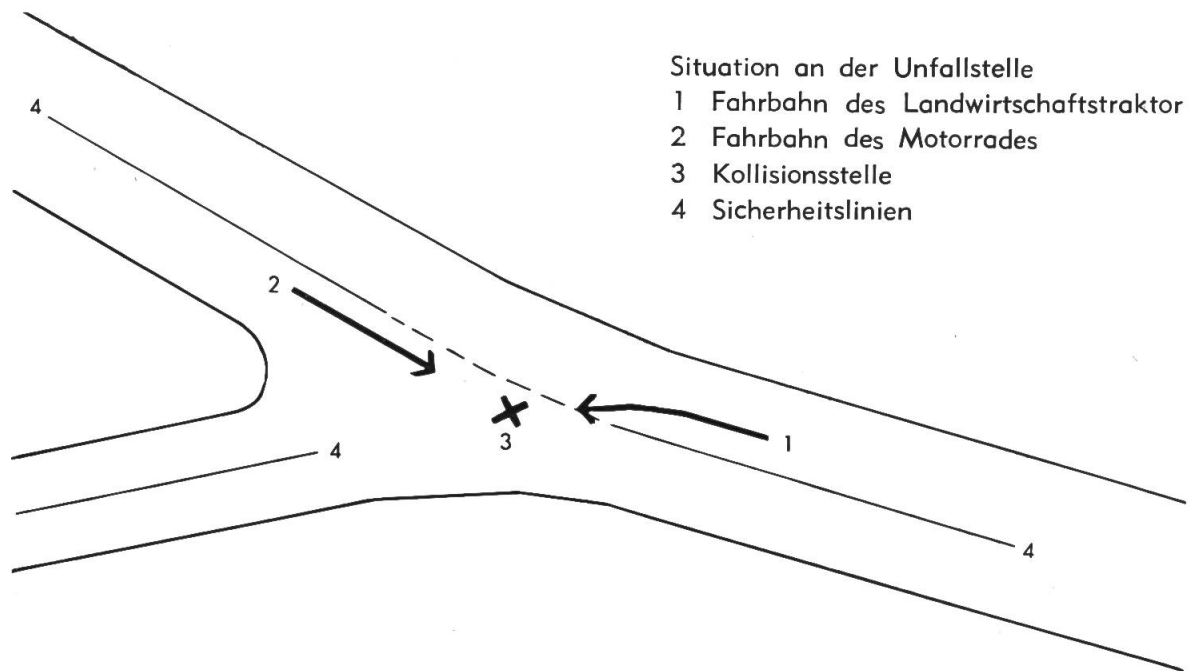 Situation an der Unfallstelle
1 Fahrbahn des Landwirtschaftstraktor
2 Fahrbahn des Motorrades
3 Kollisionsstelle
4 Sicherheitslinien
4
2
3
1
4
4